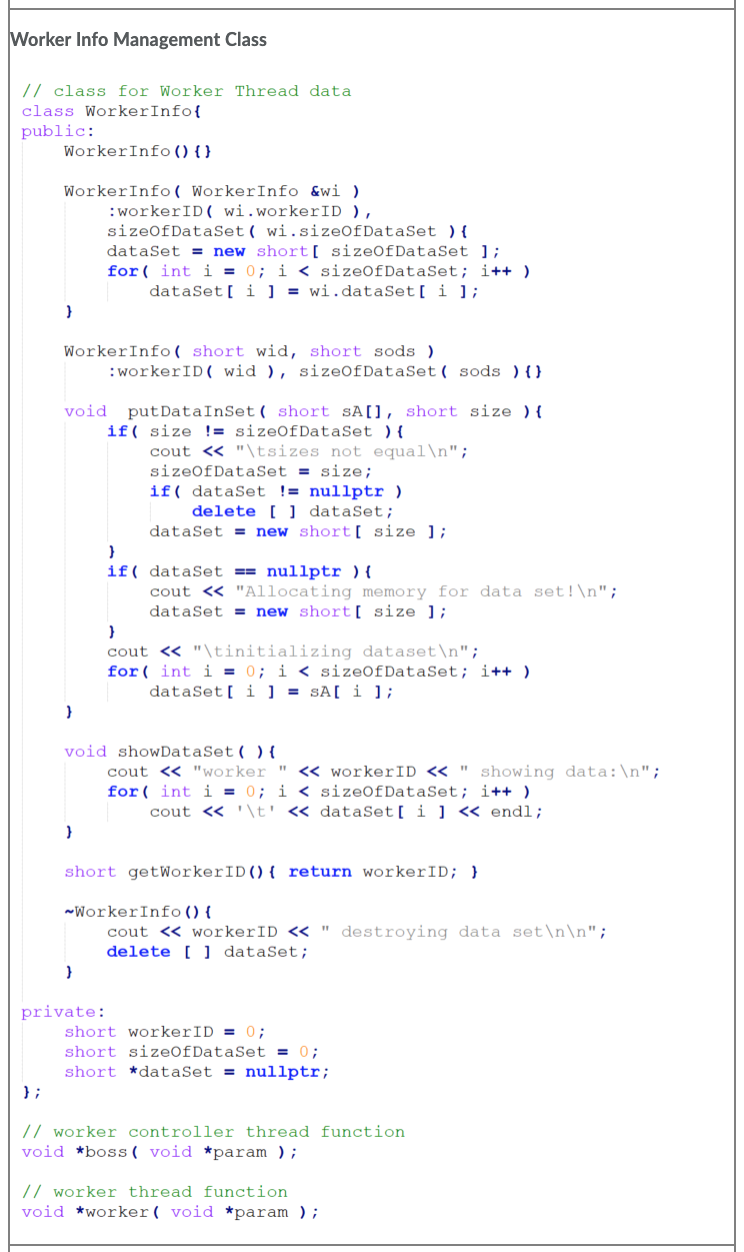 Worker Info Management Class
// class for Worker Thread data
class WorkerInfo{
public:
    WorkerInfo(){}

    WorkerInfo( WorkerInfo &wi )
        :workerID( wi.workerID ),
        sizeOfDataSet( wi.sizeOfDataSet ){
        dataSet = new short[ sizeOfDataSet ];
        for( int i = 0; i < sizeOfDataSet; i++ )
            dataSet[ i ] = wi.dataSet[ i ];
    }

    WorkerInfo( short wid, short sods )
        :workerID( wid ), sizeOfDataSet( sods ){}

    void  putDataInSet( short sA[], short size ){
        if( size != sizeOfDataSet ){
            cout << "\tsizes not equal\n";
            sizeOfDataSet = size;
            if( dataSet != nullptr )
                delete [ ] dataSet;
            dataSet = new short[ size ];
        }
        if( dataSet == nullptr ){
            cout << "Allocating memory for data set!\n";
            dataSet = new short[ size ];
        }
        cout << "\tinitializing dataset\n";
        for( int i = 0; i < sizeOfDataSet; i++ )
            dataSet[ i ] = sA[ i ];
    }

    void showDataSet( ){
        cout << "worker " << workerID << " showing data:\n";
        for( int i = 0; i < sizeOfDataSet; i++ )
            cout << '\t' << dataSet[ i ] << endl;
    }

    short getWorkerID(){ return workerID; }

    ~WorkerInfo(){
        cout << workerID << " destroying data set\n\n";
        delete [ ] dataSet;
    }

private:
    short workerID = 0;
    short sizeOfDataSet = 0;
    short *dataSet = nullptr;
};

// worker controller thread function
void *boss( void *param );

// worker thread function
void *worker( void *param );